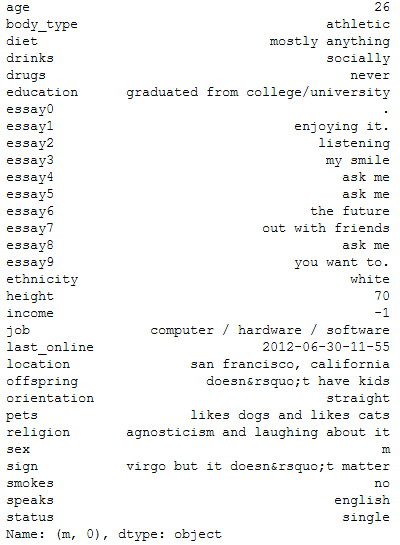 age 26
body_type athletic
diet mostly anything
drinks socially
drugs never
education graduated from college/university
essay0 .
essay1 enjoying it.
essay2 listening
essay3 my smile
essay4 ask me
essay5 ask me
essay6 the future
essay7 out with friends
essay8 ask me
essay9 you want to.
ethnicity white
height 70
income -1
job computer / hardware / software
last_online 2012-06-30-11-55
location san francisco, california
offspring doesn&rsquo;t have kids
orientation straight
pets likes dogs and likes cats
religion agnosticism and laughing about it
sex m
sign virgo but it doesn&rsquo;t matter
smokes no
speaks english
status single
Name: (m, 0), dtype: object